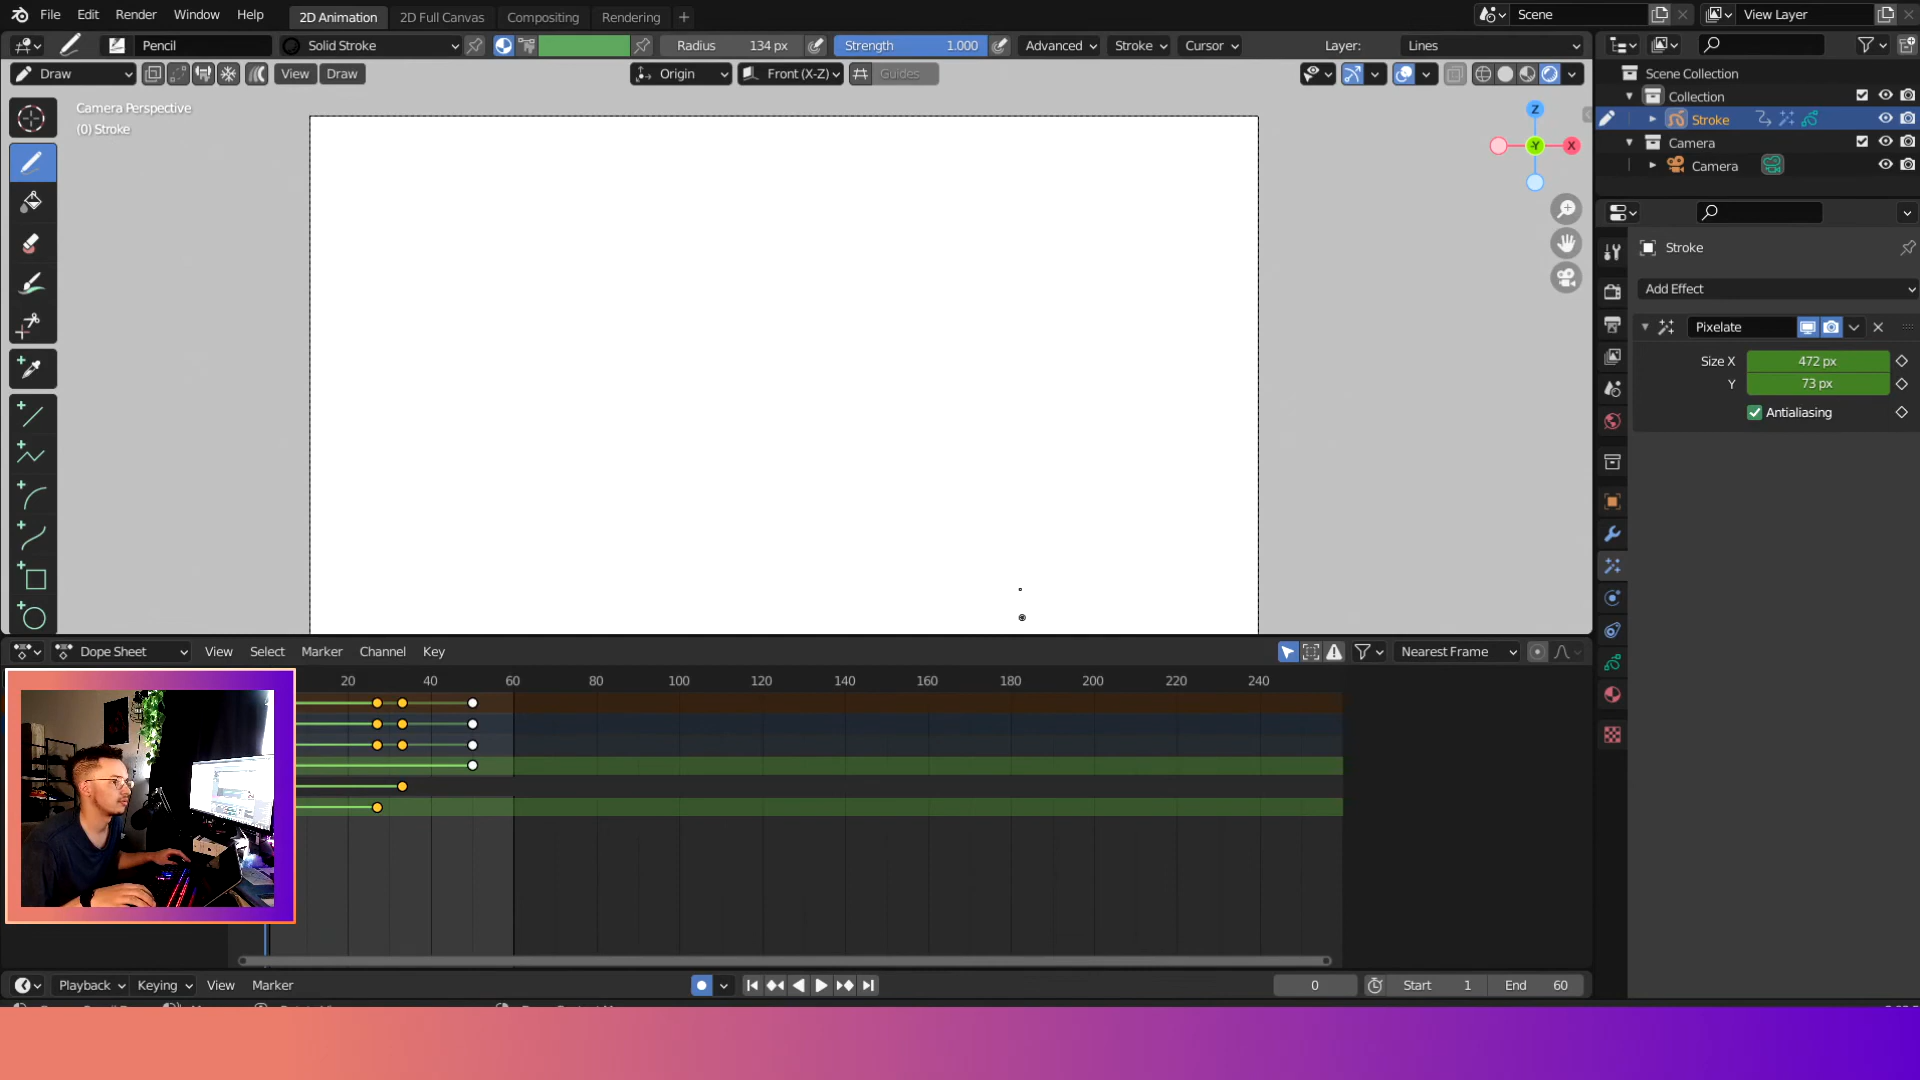 File Edit Render Window Help 2D Animation 2D Full Canvas Compositing Rendering + Scene View Layer
Pencil Solid Stroke Radius 134 px Strength 1.000 Advanced Stroke Cursor Layer: Lines
Draw View Draw Origin Front (X-Z) Guides
Camera Perspective
(0) Stroke
Z
Y
X
Scene Collection
Collection
Stroke
Camera
Camera
Stroke
Add Effect
Pixelate
Size X 472 px
Y 73 px
Antialiasing
Dope Sheet View Select Marker Channel Key Nearest Frame
20 40 60 80 100 120 140 160 180 200 220 240
Playback Keying View Marker 0 Start 1 End 60